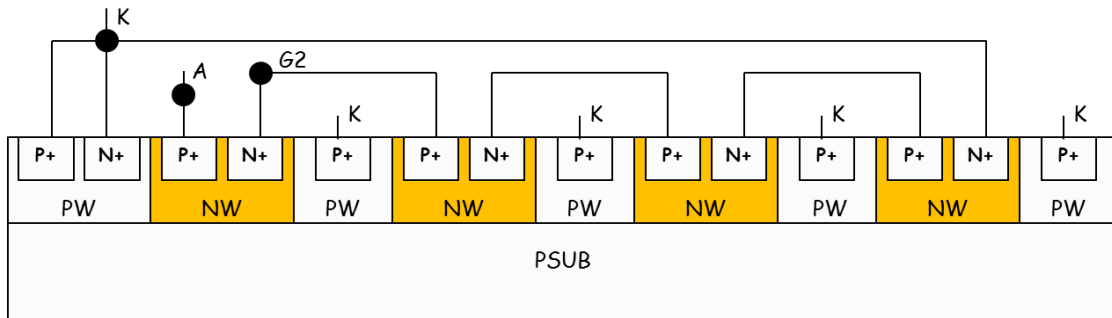 K
A
G2
K
K
K
K
P+ N+ P+ N+ P+ P+ N+ P+ P+ N+ P+ P+ N+ P+
PW NW PW NW PW NW PW NW PW
PSUB